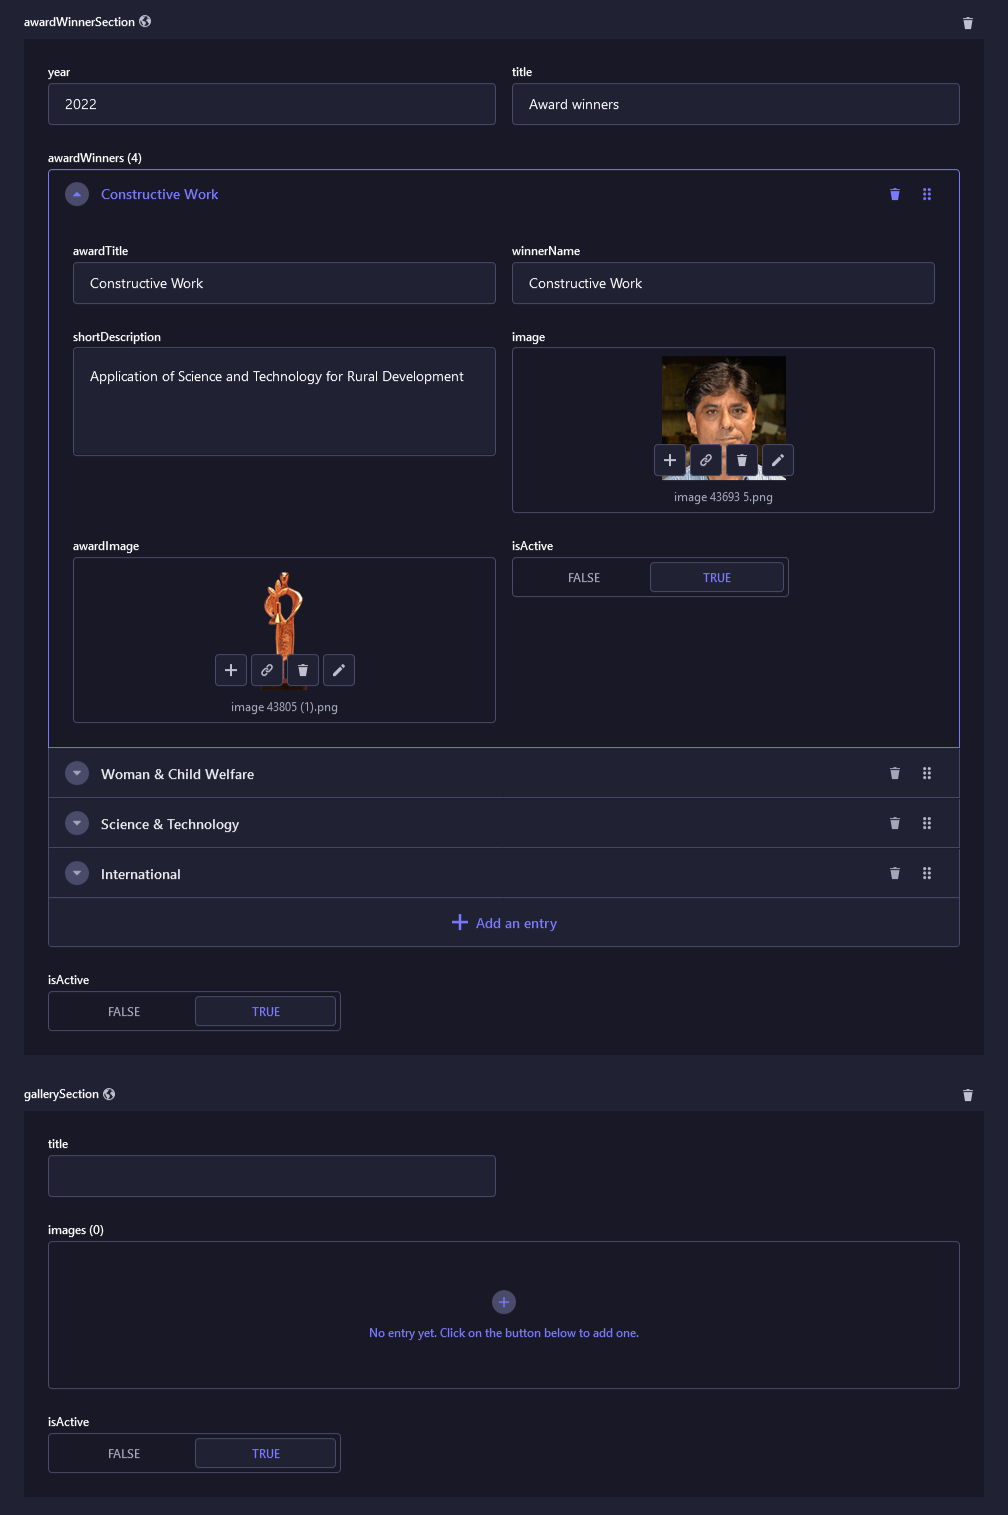 awardWinnerSection
year
title
2022
Award winners
awardWinners (4)
Constructive Work
awardTitle
winnerName
Constructive Work
Constructive Work
shortDescription
image
Application of Science and Technology for Rural Development
image 43693 5.png
awardImage
isActive
FALSE
TRUE
image 43805 (1).png
Woman & Child Welfare
Science & Technology
International
Add an entry
isActive
FALSE
TRUE
gallerySection
title
images (0)
No entry yet. Click on the button below to add one.
isActive
FALSE
TRUE